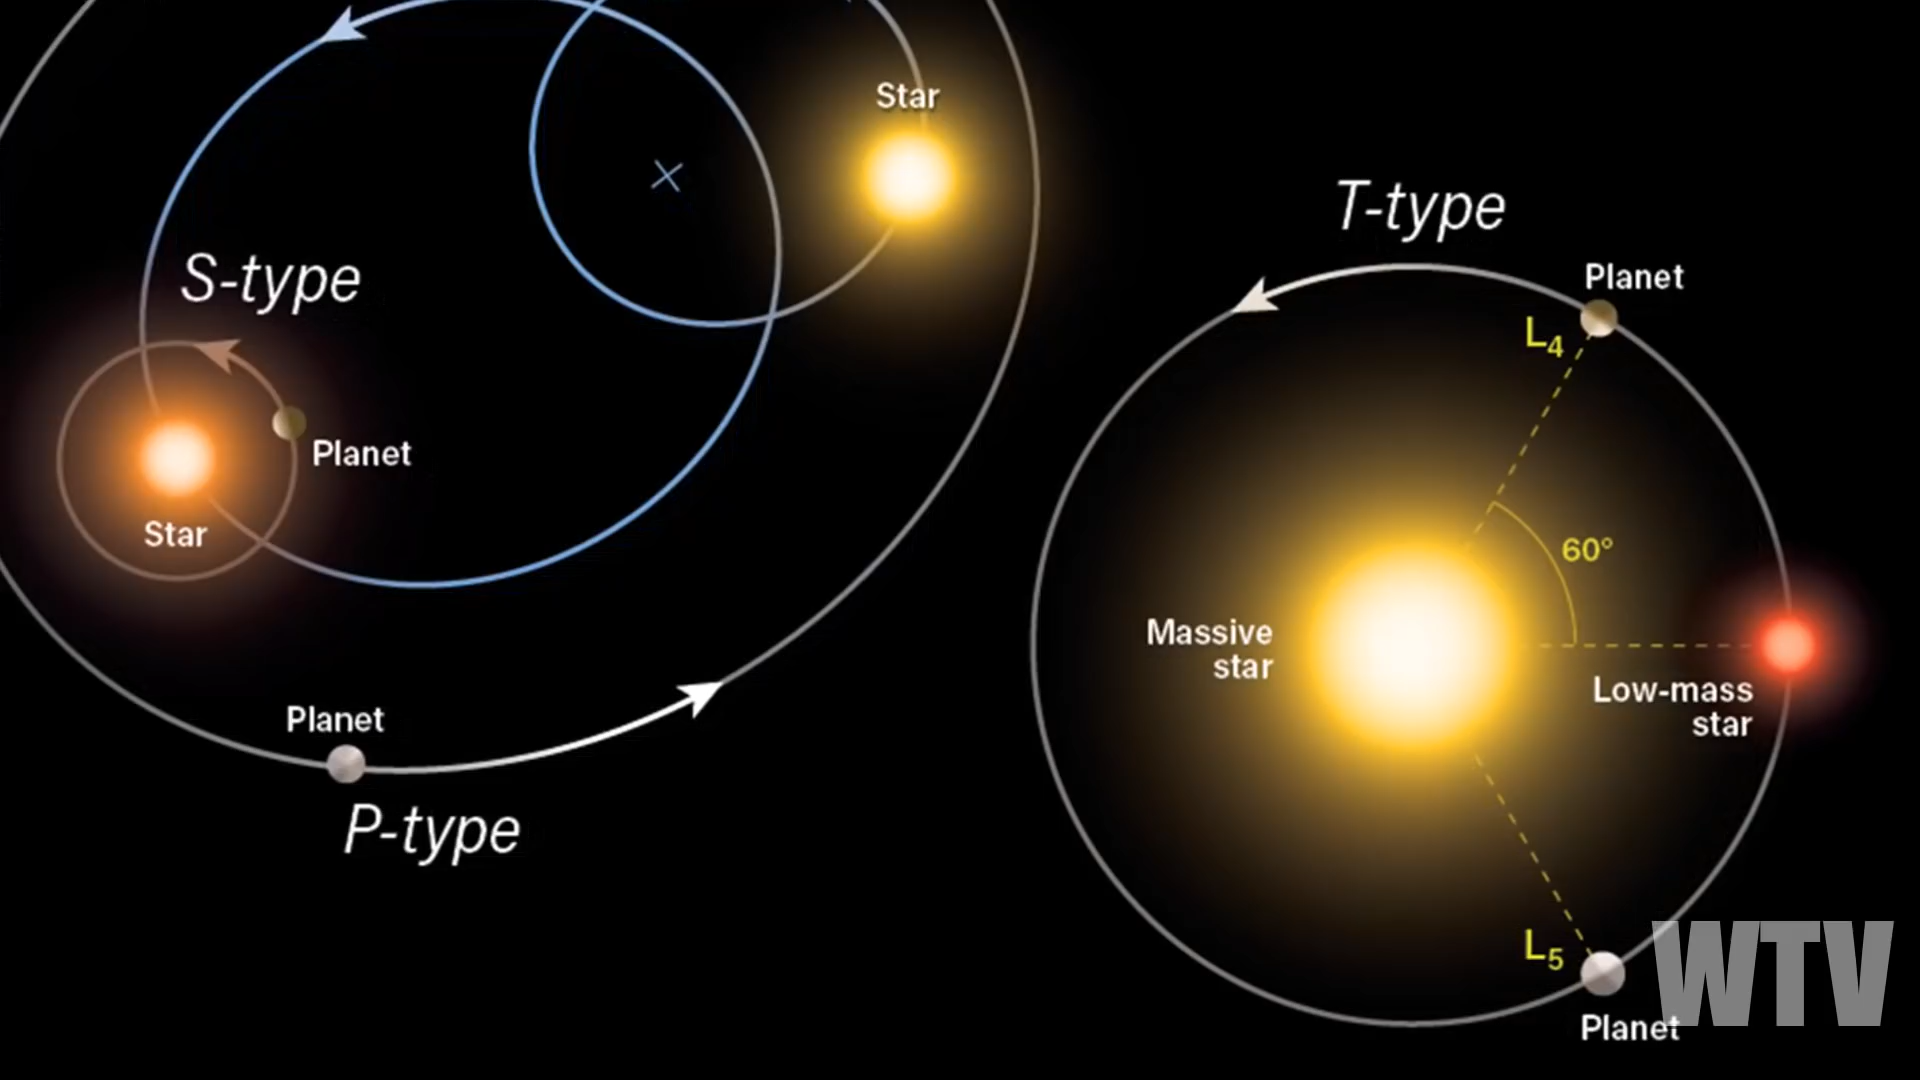 Star
S-type
Planet
Star
Planet
P-type
T-type
Planet
L4
60°
Massive
star
Low-mass
star
L5
Planet
WTV